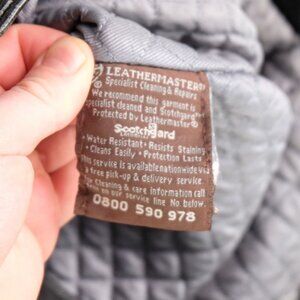 LEATHERMASTER
Specialist Cleaning & Repairs
We recommend this garment is
specialist cleaned and Scotchgard
Protected by Leathermaster®
Scotchgard
• Water Resistant • Resists Staining
• Cleans Easily • Protection Lasts
This service is available nationwide via
a free pick-up & delivery service.
For cleaning & care information call
our free service line No below.
0800 590 978